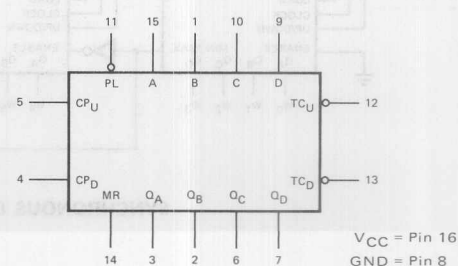 11 15 1 10 9
PL A B C D
5 CPU TCU 12
4 CPD TCD 13
MR QA QB QC QD
14 3 2 6 7
VCC = Pin 16
GND = Pin 8